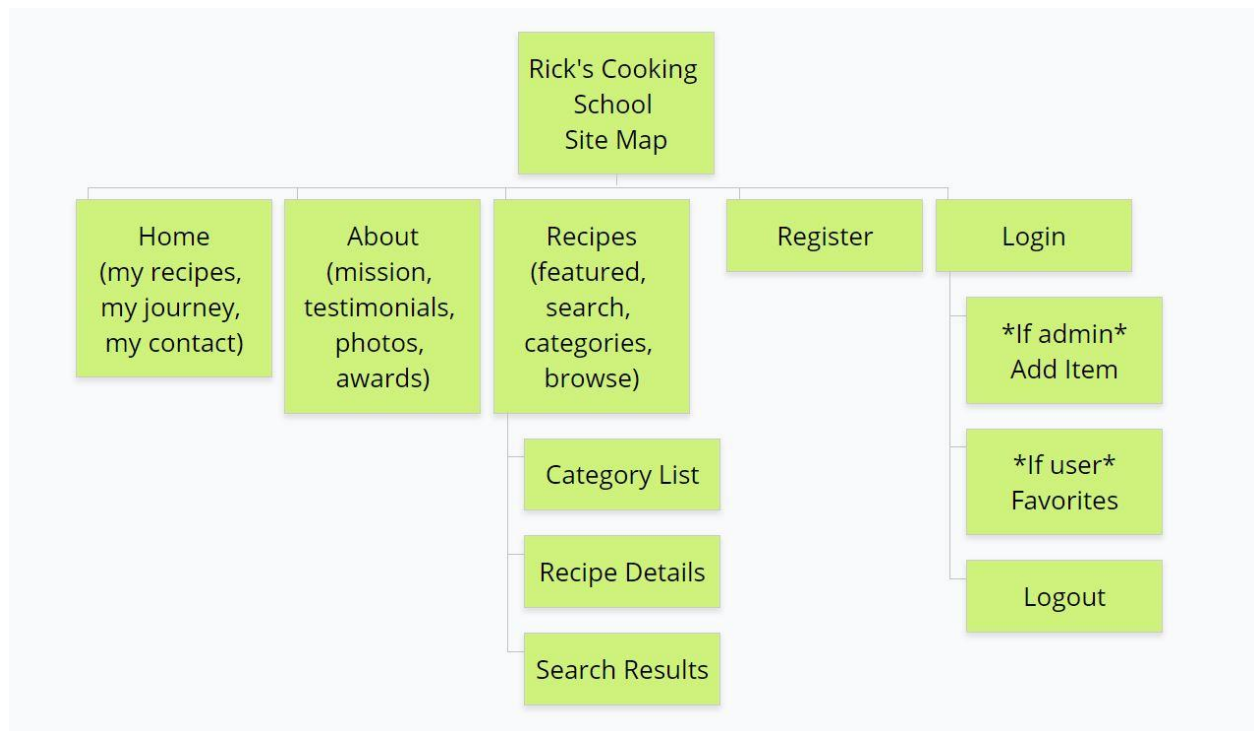 Rick's Cooking
School
Site Map
Home
(my recipes,
my journey,
my contact)
About
(mission,
testimonials,
photos,
awards)
Recipes
(featured,
search,
categories,
browse)
Category List
Recipe Details
Search Results
Register
Login
*If admin*
Add Item
*If user*
Favorites
Logout